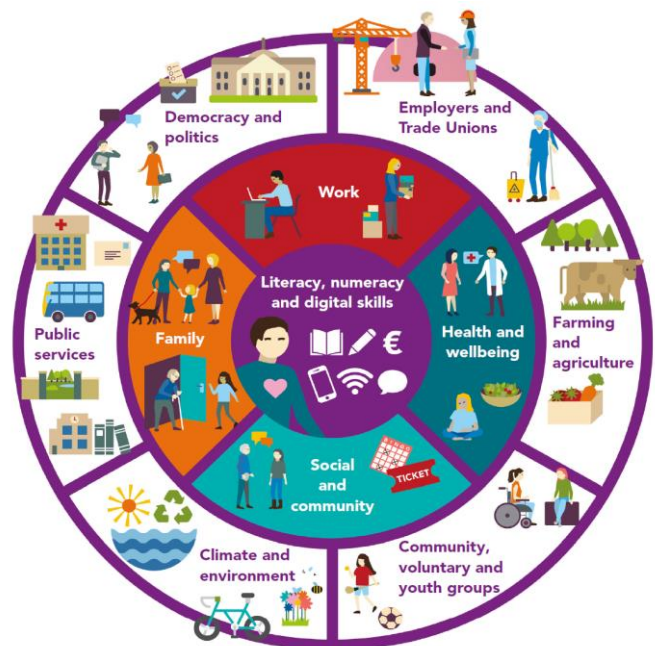 Democracy and
politics
Employers and
Trade Unions
Work
Literacy, numeracy
and digital skills
€
Public
services
Family
Health and
wellbeing
Farming
and
agriculture
Social
and
community
BINGO
TICKET
Climate and
environment
Community,
voluntary and
youth groups